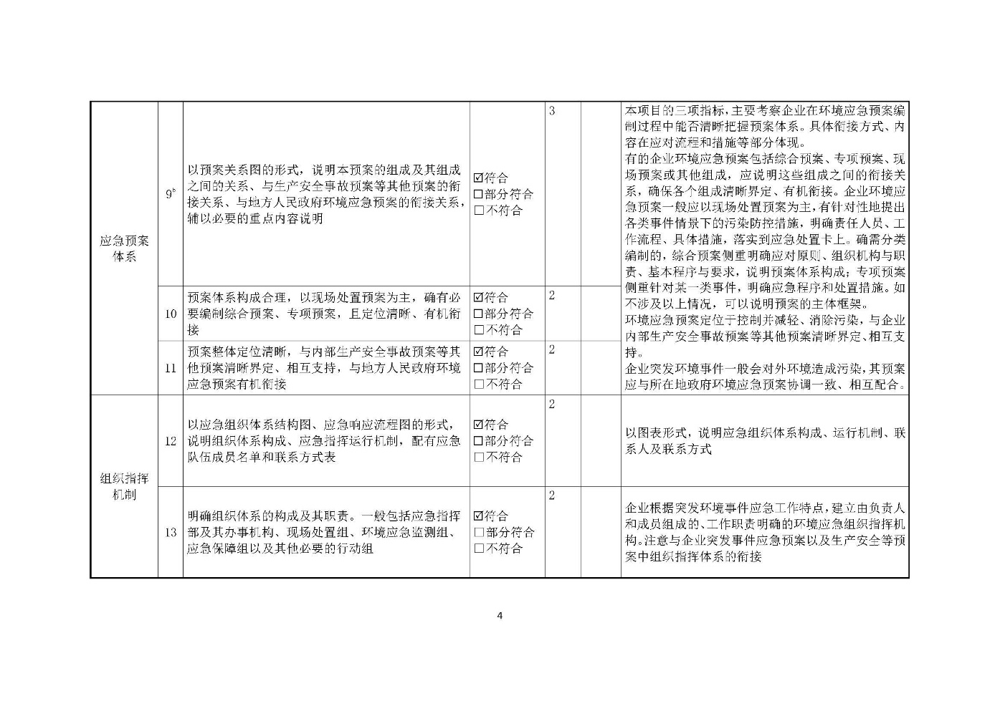 应急预案
体系
9b
以预案关系图的形式，说明本预案的组成及其组成
之间的关系、与生产安全事故预案等其他预案的衔
接关系、与地方人民政府环境应急预案的衔接关系，
辅以必要的重点内容说明
☑符合
☐部分符合
☐不符合
3
本项目的三项指标，主要考察企业在环境应急预案编
制过程中能否清晰把握预案体系。具体衔接方式、内
容在应对流程和措施等部分体现。
有的企业环境应急预案包括综合预案、专项预案、现
场预案或其他组成，应说明这些组成之间的衔接关
系，确保各个组成清晰界定、有机衔接。企业环境应
急预案一般应以现场处置预案为主，有针对性地提出
各类事件情景下的污染防控措施，明确责任人员、工
作流程、具体措施，落实到应急处置卡上。确需分类
编制的，综合预案侧重明确应对原则、组织机构与职
责、基本程序与要求，说明预案体系构成；专项预案
侧重针对某一类事件，明确应急程序和处置措施。如
不涉及以上情况，可以说明预案的主体框架。
环境应急预案定位于控制并减轻、消除污染，与企业
内部生产安全事故预案等其他预案清晰界定、相互支
持。
企业突发环境事件一般会对外环境造成污染，其预案
应与所在地政府环境应急预案协调一致、相互配合。
10
预案体系构成合理，以现场处置预案为主，确有必
要编制综合预案、专项预案，且定位清晰、有机衔
接
☑符合
☐部分符合
☐不符合
2
11
预案整体定位清晰，与内部生产安全事故预案等其
他预案清晰界定、相互支持，与地方人民政府环境
应急预案有机衔接
☑符合
☐部分符合
☐不符合
2
组织指挥
机制
12
以应急组织体系结构图、应急响应流程图的形式，
说明组织体系构成、应急指挥运行机制，配有应急
队伍成员名单和联系方式表
☑符合
☐部分符合
☐不符合
2
以图表形式，说明应急组织体系构成、运行机制、联
系人及联系方式
13
明确组织体系的构成及其职责。一般包括应急指挥
部及其办事机构、现场处置组、环境应急监测组、
应急保障组以及其他必要的行动组
☑符合
☐部分符合
☐不符合
2
企业根据突发环境事件应急工作特点，建立由负责人
和成员组成的、工作职责明确的环境应急组织指挥机
构。注意与企业突发事件应急预案以及生产安全等预
案中组织指挥体系的衔接
4